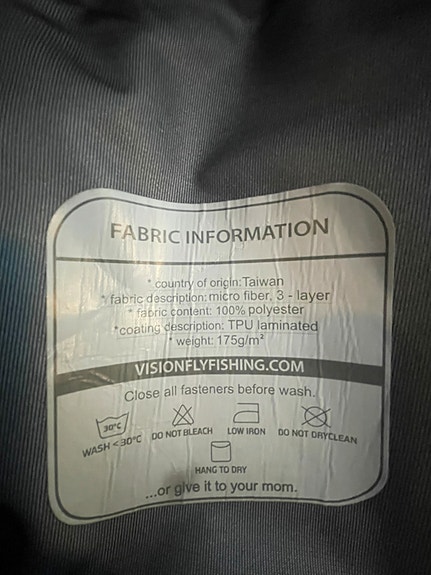 FABRIC INFORMATION
* country of origin: Taiwan
* fabric description: micro fiber, 3 - layer
* fabric content: 100% polyester
*coating description: TPU laminated
* weight: 175g/m²
VISIONFLYFISHING.COM
Close all fasteners before wash.
30°C
WASH <30°C DO NOT BLEACH LOW IRON DO NOT DRYCLEAN
HANG TO DRY
...or give it to your mom.